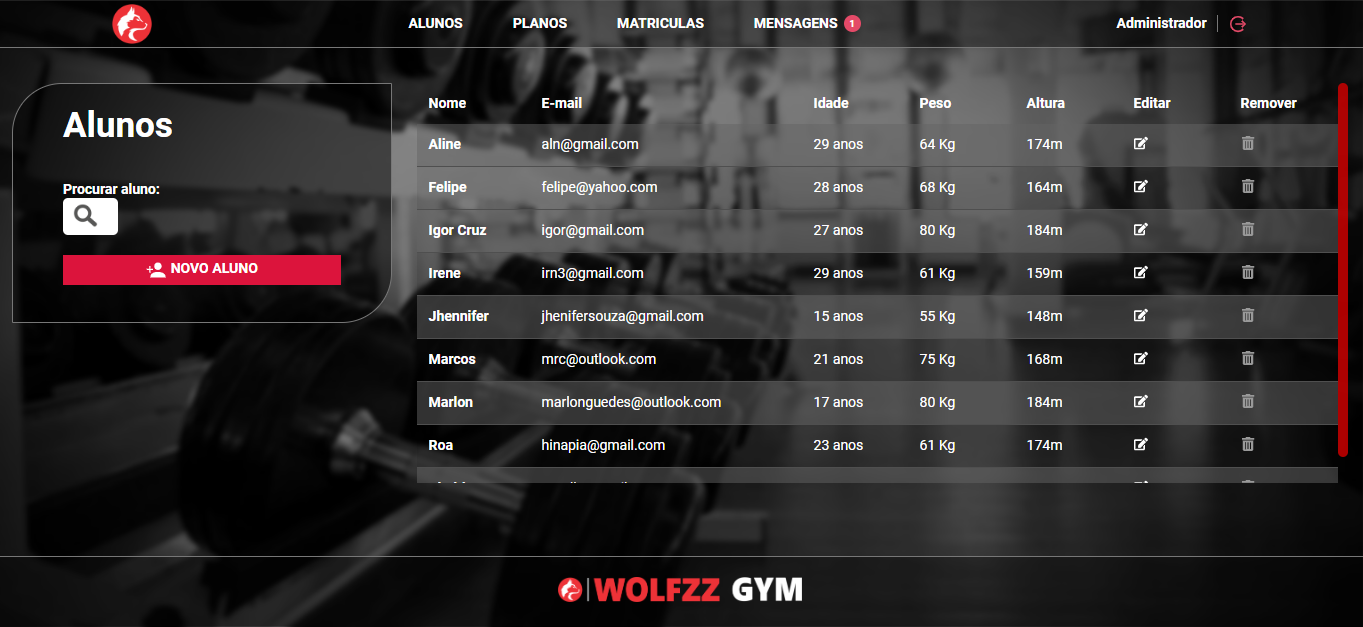 ALUNOS PLANOS MATRICULAS MENSAGENS 1 Administrador
Alunos
Procurar aluno:
NOVO ALUNO
Nome E-mail Idade Peso Altura Editar Remover
Aline aln@gmail.com 29 anos 64 Kg 174m
Felipe felipe@yahoo.com 28 anos 68 Kg 164m
Igor Cruz igor@gmail.com 27 anos 80 Kg 184m
Irene irn3@gmail.com 29 anos 61 Kg 159m
Jhennifer jhenifersouza@gmail.com 15 anos 55 Kg 148m
Marcos mrc@outlook.com 21 anos 75 Kg 168m
Marlon marlonguedes@outlook.com 17 anos 80 Kg 184m
Roa hinapia@gmail.com 23 anos 61 Kg 174m
WOLFZZ GYM